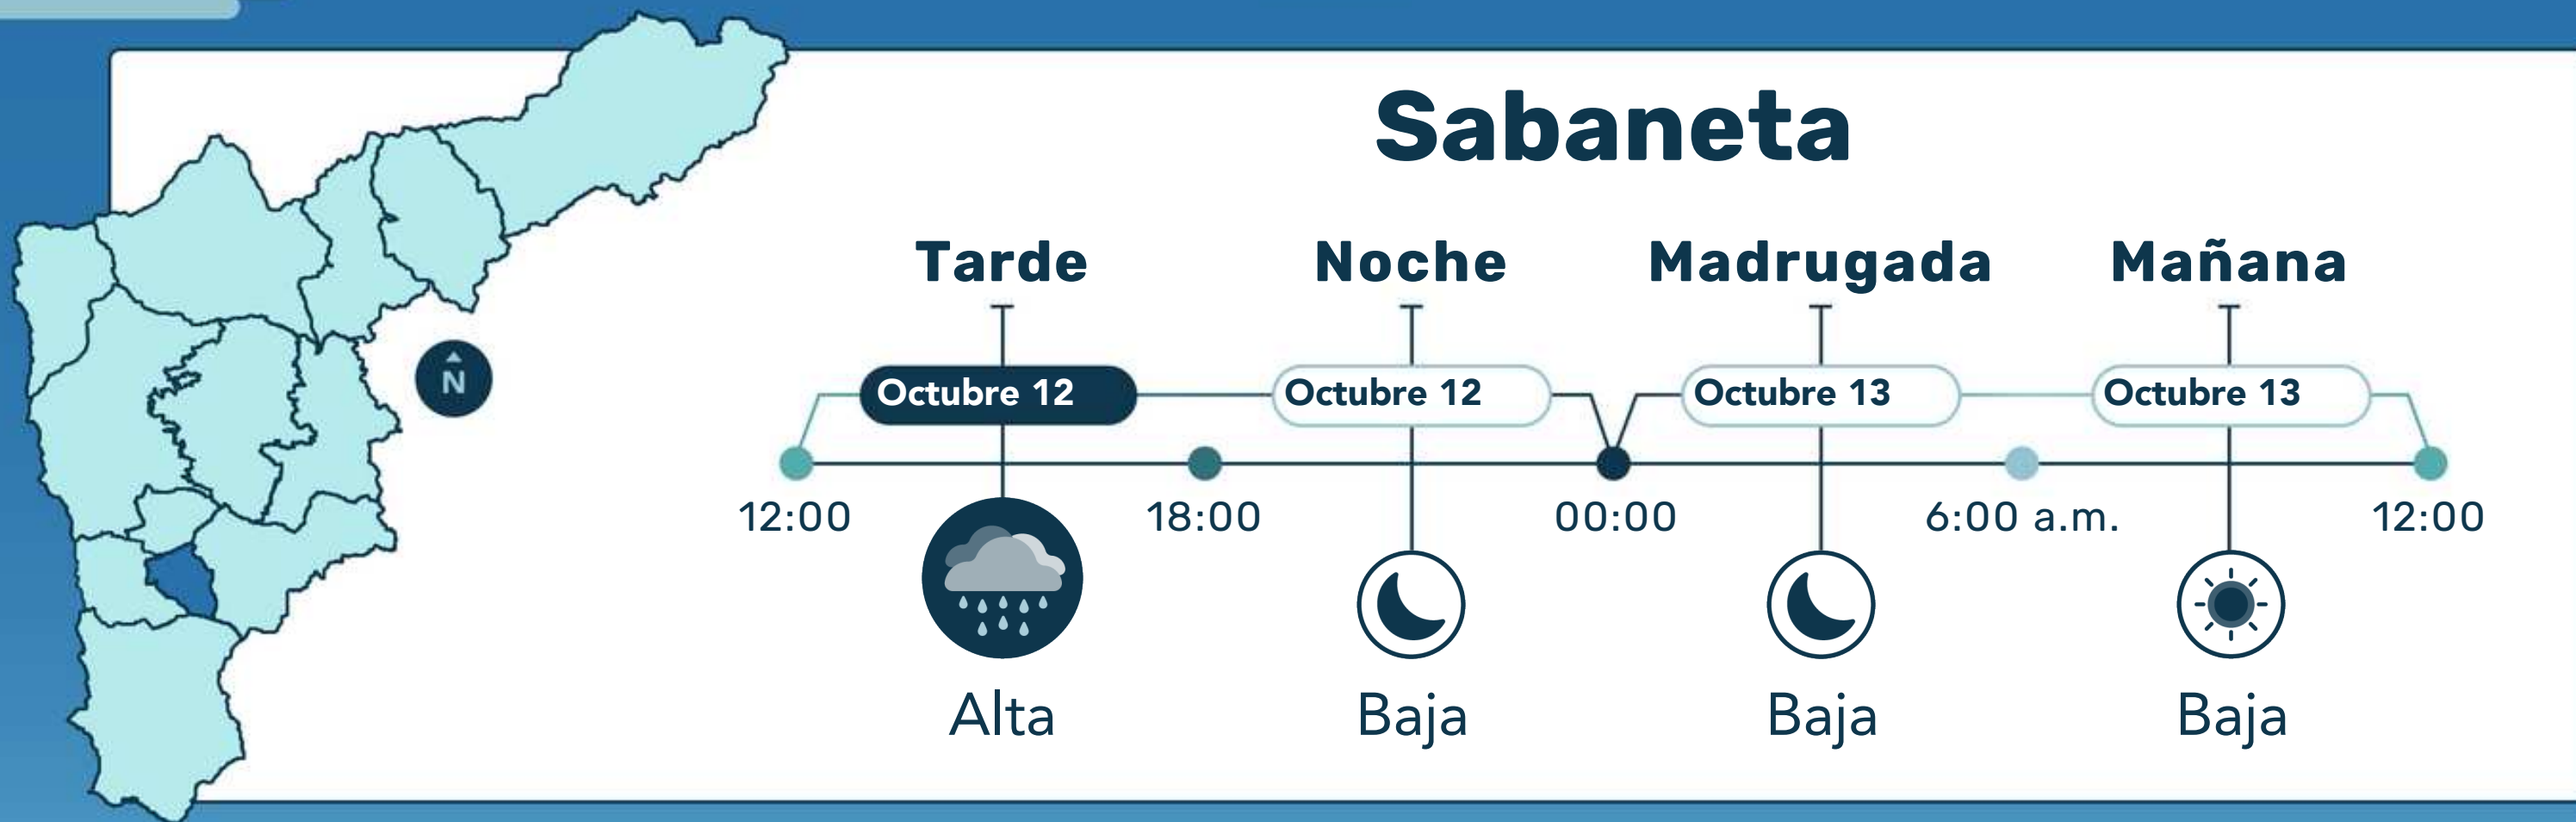 Sabaneta
Tarde Noche Madrugada Mañana
N
Octubre 12 Octubre 12 Octubre 13 Octubre 13
12:00 18:00 00:00 6:00 a.m. 12:00
Alta Baja Baja Baja